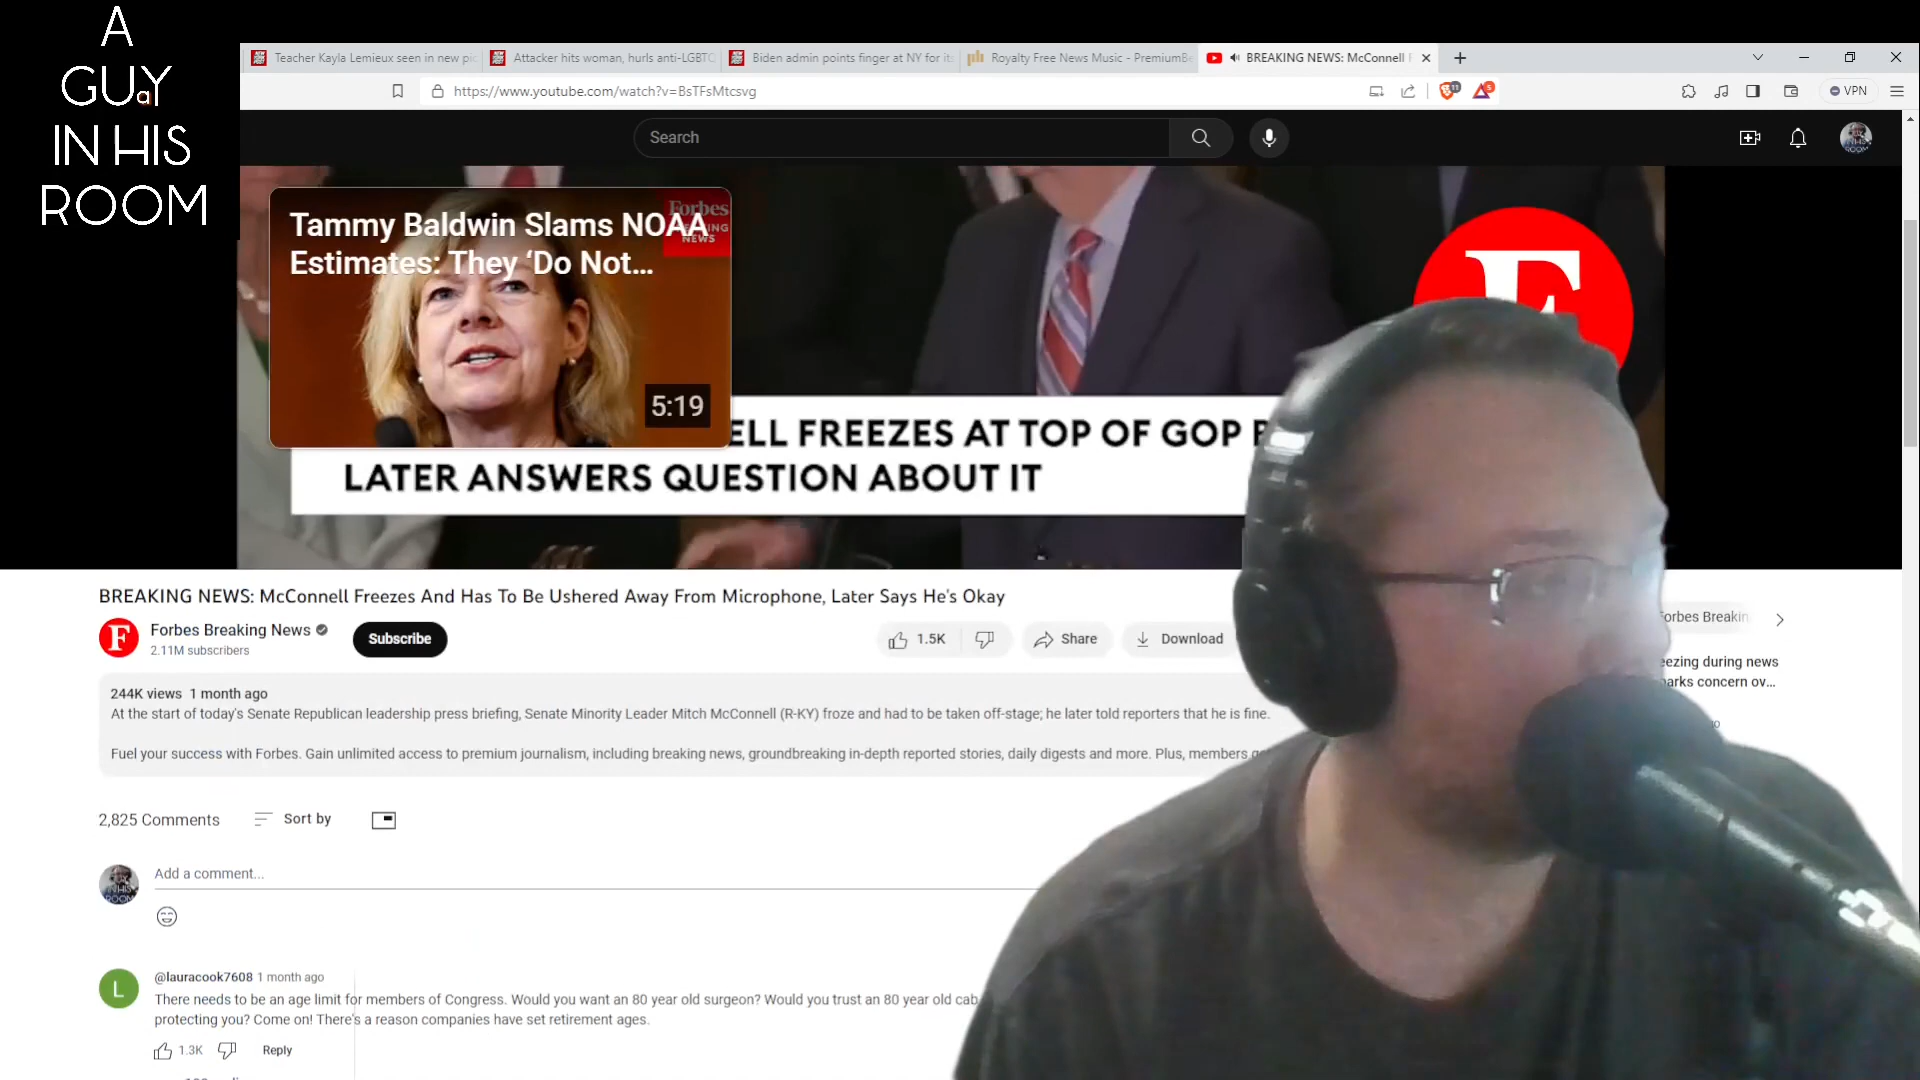 A
GUY
al
IN HIS
ROOM
Teacher Kayla Lemieux seen in new pi
Attacker hits woman, hurls anti-LGBTQ
Biden admin points finger at NY for it
Royalty Free News Music - PremiumBe
BREAKING NEWS: McConnell F
https://www.youtube.com/watch?v=BsTFsMtcsvg
11
5
VPN
Search
Forbes
NEWS
Tammy Baldwin Slams NOAA
Estimates: They ‘Do Not...
5:19
F
ELL FREEZES AT TOP OF GOP
LATER ANSWERS QUESTION ABOUT IT
BREAKING NEWS: McConnell Freezes And Has To Be Ushered Away From Microphone, Later Says He's Okay
F
Forbes Breaking News
2.11M subscribers
Subscribe
1.5K
Share
Download
orbes Breakin
eezing during news
arks concern ov...
244K views 1 month ago
At the start of today's Senate Republican leadership press briefing, Senate Minority Leader Mitch McConnell (R-KY) froze and had to be taken off-stage; he later told reporters that he is fine.
Fuel your success with Forbes. Gain unlimited access to premium journalism, including breaking news, groundbreaking in-depth reported stories, daily digests and more. Plus, members
2,825 Comments
Sort by
Add a comment...
L
@lauracook7608 1 month ago
There needs to be an age limit for members of Congress. Would you want an 80 year old surgeon? Would you trust an 80 year old cab
protecting you? Come on! There's a reason companies have set retirement ages.
1.3K
Reply